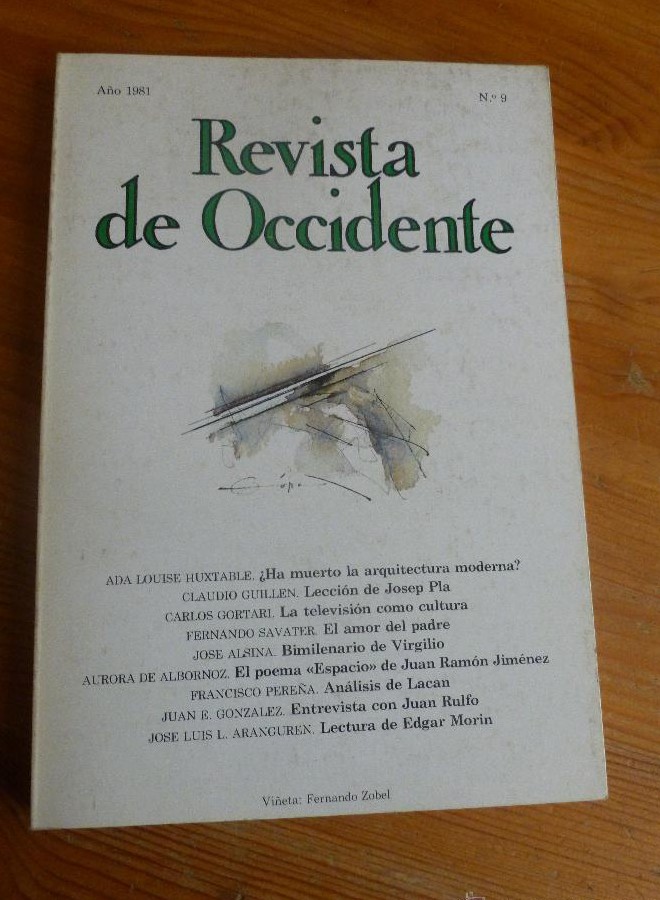 Año 1981
N.º 9
Revista
de Occidente
ADA LOUISE HUXTABLE. ¿Ha muerto la arquitectura moderna?
CLAUDIO GUILLEN. Lección de Josep Pla
CARLOS GORTARI. La televisión como cultura
FERNANDO SAVATER. El amor del padre
JOSE ALSINA. Bimilenario de Virgilio
AURORA DE ALBORNOZ. El poema «Espacio» de Juan Ramón Jiménez
FRANCISCO PEREÑA. Análisis de Lacan
JUAN E. GONZALEZ. Entrevista con Juan Rulfo
JOSE LUIS L. ARANGUREN. Lectura de Edgar Morin
Viñeta: Fernando Zobel